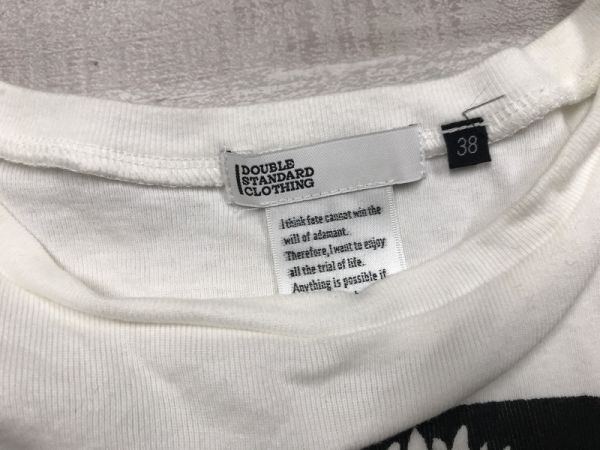 DOUBLE
STANDARD
CLOTHING
38
I think fete cannot win the
will of adamant.
Therefore, I want to enjoy
all the trial of life.
Anything is possible if